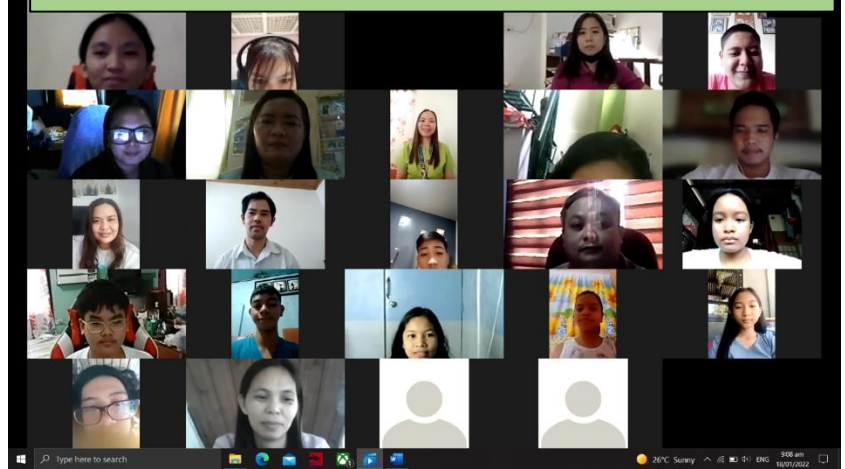 Type here to search
26°C Sunny
ENG
9:08 am
18/01/2022